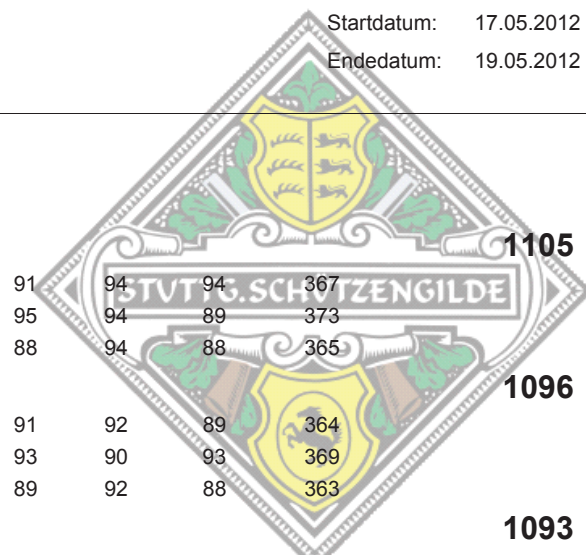 Startdatum: 17.05.2012
Endedatum: 19.05.2012
1105
91 94 94 367
STUTTG. SCHÜTZENGILDE
95 94 89 373
88 94 88 365
1096
91 92 89 364
93 90 93 369
89 92 88 363
1093